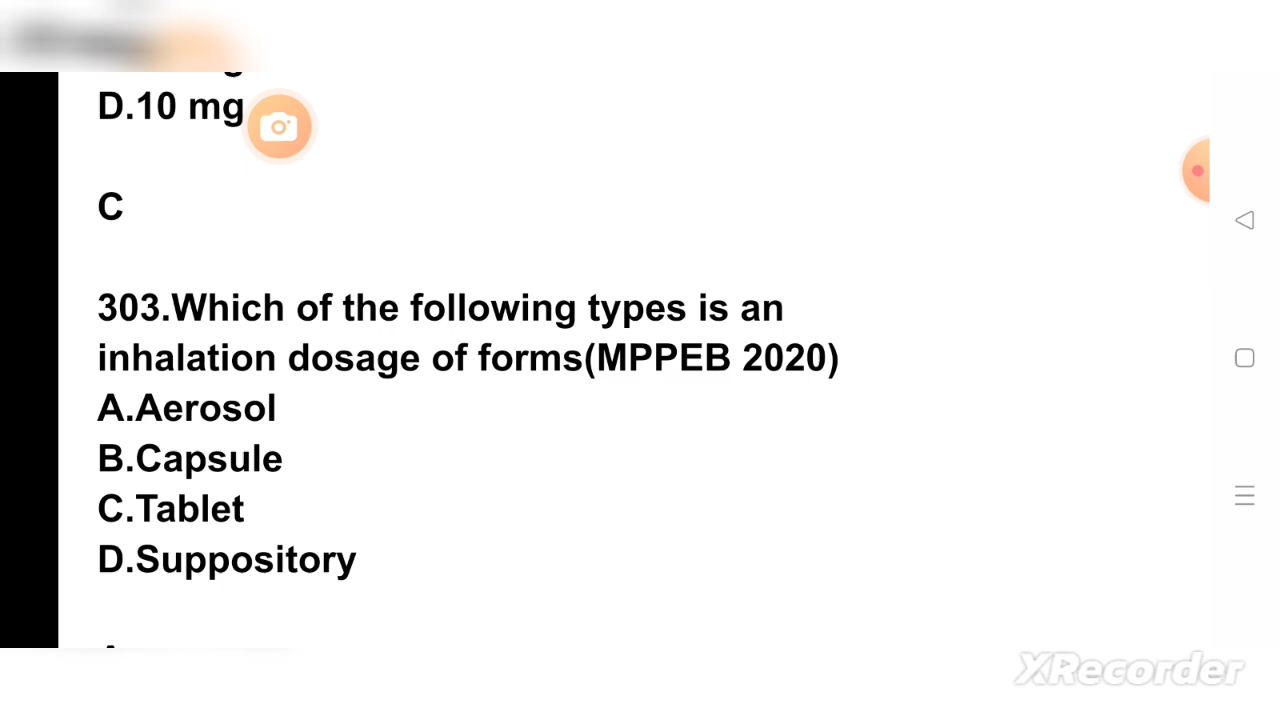 D.10 mg
C
303.Which of the following types is an
inhalation dosage of forms(MPPEB 2020)
A.Aerosol
B.Capsule
C.Tablet
D.Suppository
XRecorder